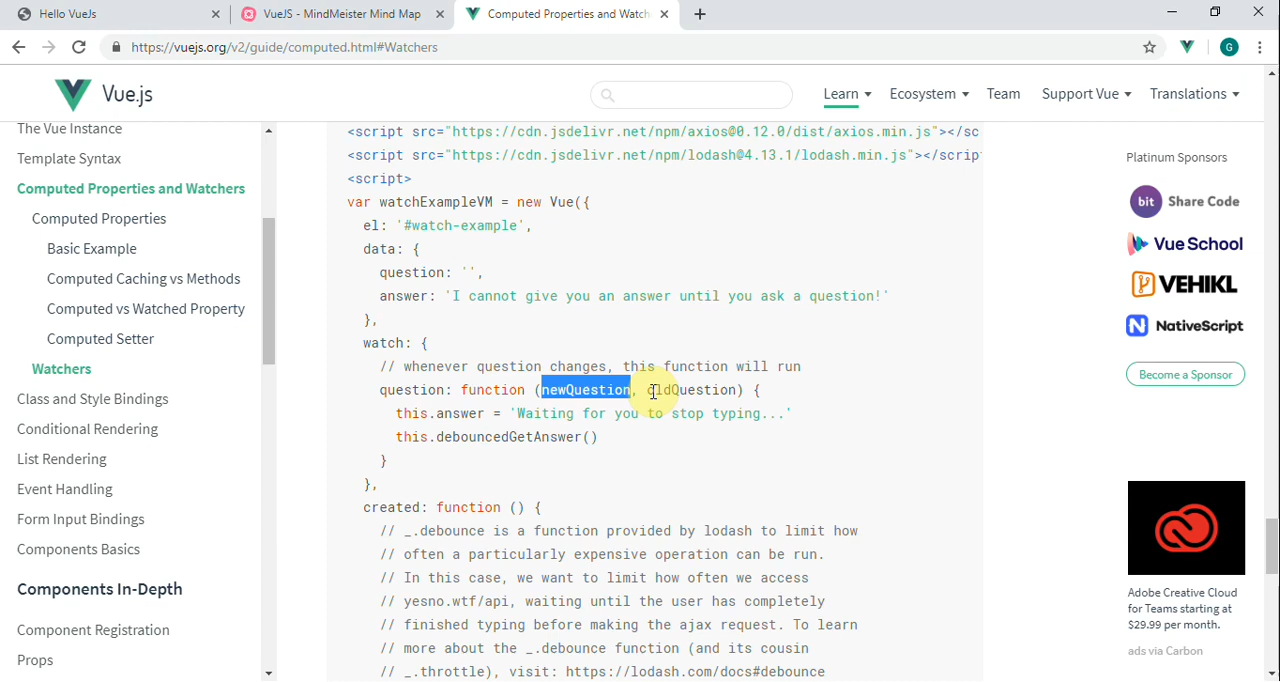 Hello VueJs
VueJS - MindMeister Mind Map
Computed Properties and Watch
https://vuejs.org/v2/guide/computed.html#Watchers
G
Vue.js
Learn
Ecosystem
Team
Support Vue
Translations
The Vue Instance
Template Syntax
Computed Properties and Watchers
Computed Properties
Basic Example
Computed Caching vs Methods
Computed vs Watched Property
Computed Setter
Watchers
Class and Style Bindings
Conditional Rendering
List Rendering
Event Handling
Form Input Bindings
Components Basics
Components In-Depth
Component Registration
Props
<script src="https://cdn.jsdelivr.net/npm/axios@0.12.0/dist/axios.min.js"></sc
<script src="https://cdn.jsdelivr.net/npm/lodash@4.13.1/lodash.min.js"></scrip
<script>
var watchExampleVM = new Vue({
el: '#watch-example',
data: {
question: '',
answer: 'I cannot give you an answer until you ask a question!'
},
watch: {
// whenever question changes, this function will run
question: function (newQuestion, oldQuestion) {
this.answer = 'Waiting for you to stop typing...'
this.debouncedGetAnswer()
}
},
created: function () {
// _.debounce is a function provided by lodash to limit how
// often a particularly expensive operation can be run.
// In this case, we want to limit how often we access
// yesno.wtf/api, waiting until the user has completely
// finished typing before making the ajax request. To learn
// more about the _.debounce function (and its cousin
// _.throttle), visit: https://lodash.com/docs#debounce
Platinum Sponsors
bit Share Code
Vue School
VEHIKL
NativeScript
Become a Sponsor
Adobe Creative Cloud
for Teams starting at
$29.99 per month.
ads via Carbon